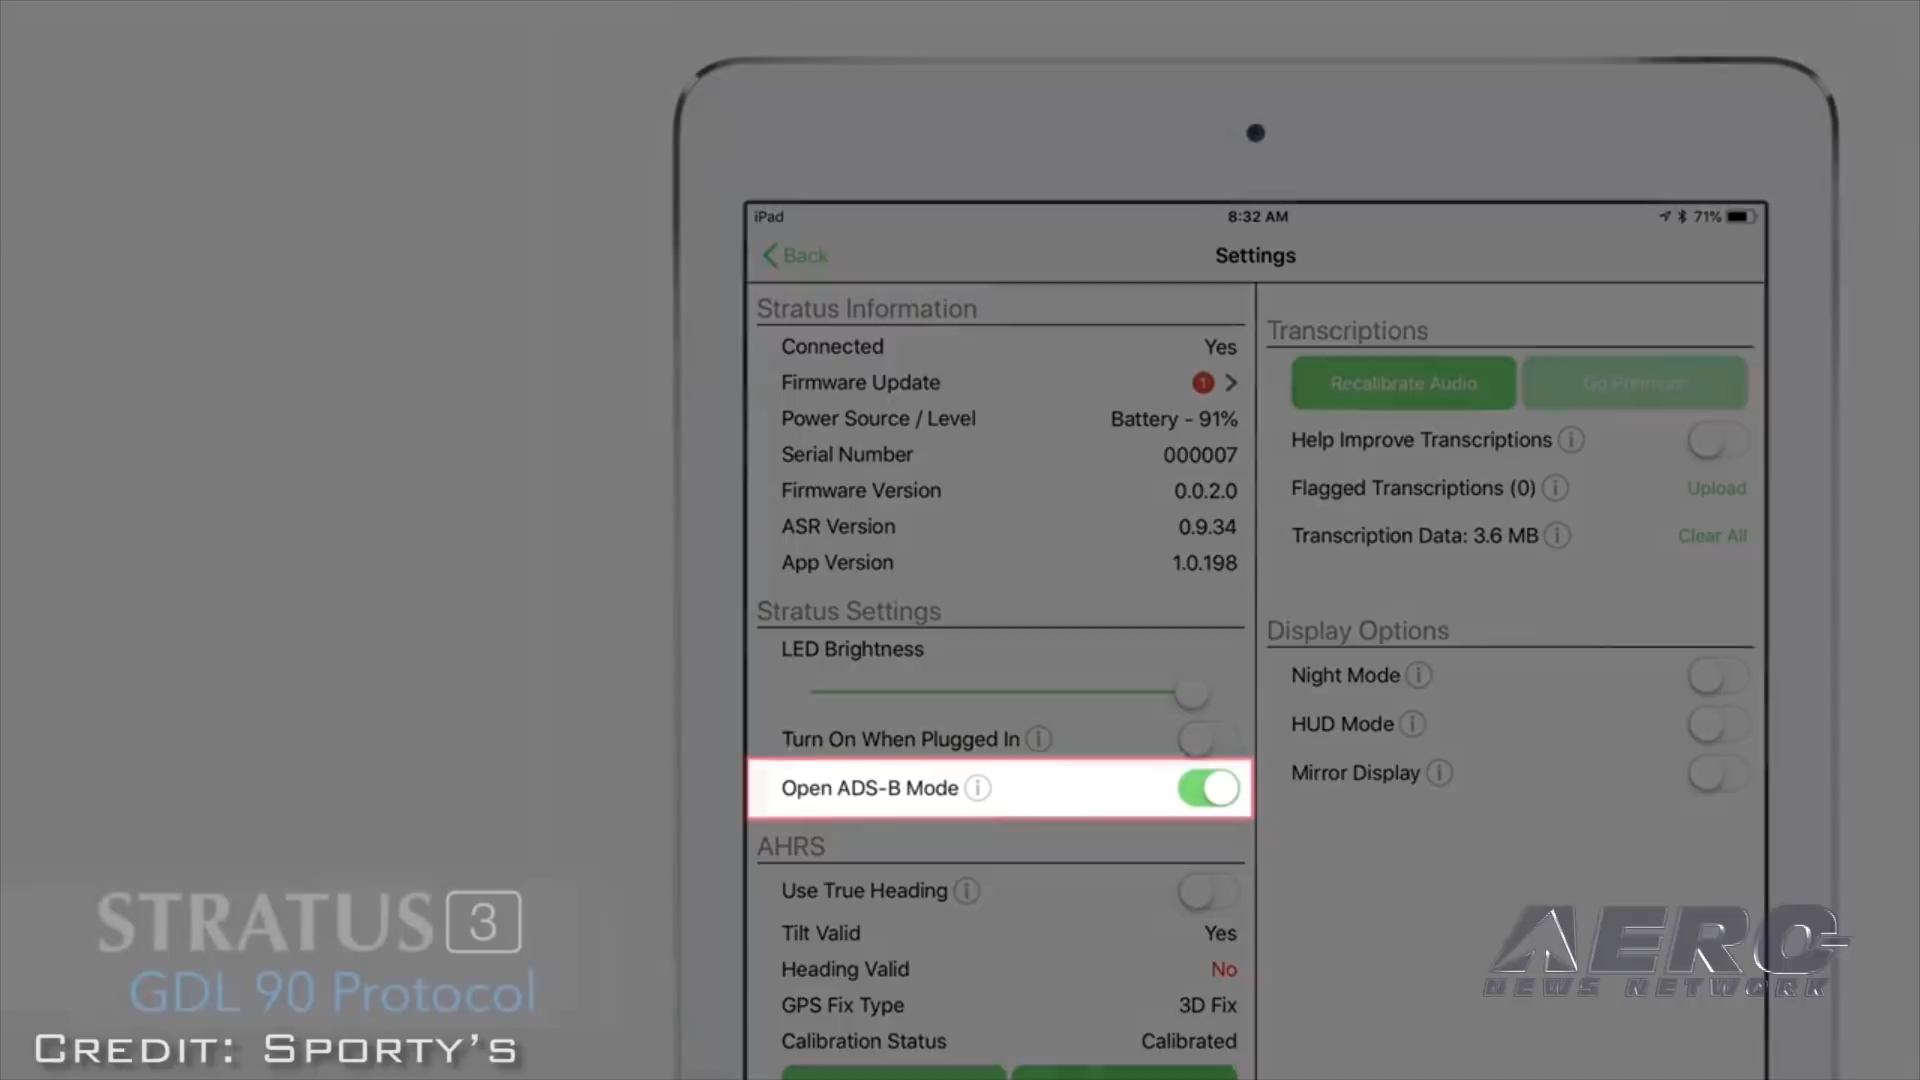 iPad
8:32 AM
71%
Back
Settings
Stratus Information
Connected Yes
Firmware Update 1
Power Source / Level Battery - 91%
Serial Number 000007
Firmware Version 0.0.2.0
ASR Version 0.9.34
App Version 1.0.198
Stratus Settings
LED Brightness
Turn On When Plugged In
Open ADS-B Mode
AHRS
Use True Heading
Tilt Valid Yes
Heading Valid No
GPS Fix Type 3D Fix
Calibration Status Calibrated
Transcriptions
Recalibrate Audio
Go Premium
Help Improve Transcriptions
Flagged Transcriptions (0) Upload
Transcription Data: 3.6 MB Clear All
Display Options
Night Mode
HUD Mode
Mirror Display
STRATUS 3
GDL 90 Protocol
CREDIT: SPORTY'S
AERO
NEWS NETWORK